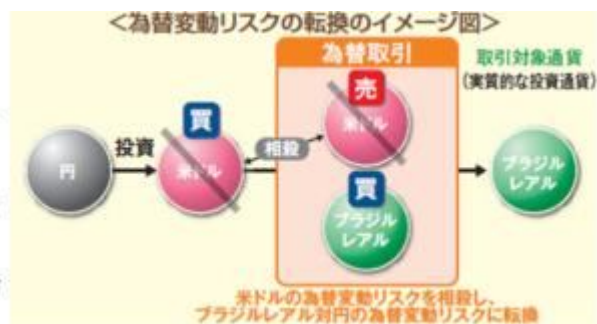 <為替変動リスクの転換のイメージ図>
為替取引
取引対象通貨
(実質的な投資通貨)
売
米ドル
買
投資
相殺
円
米ドル
買
ブラジル
レアル
ブラジル
レアル
米ドルの為替変動リスクを相殺し、
ブラジルレアル対円の為替変動リスクに転換